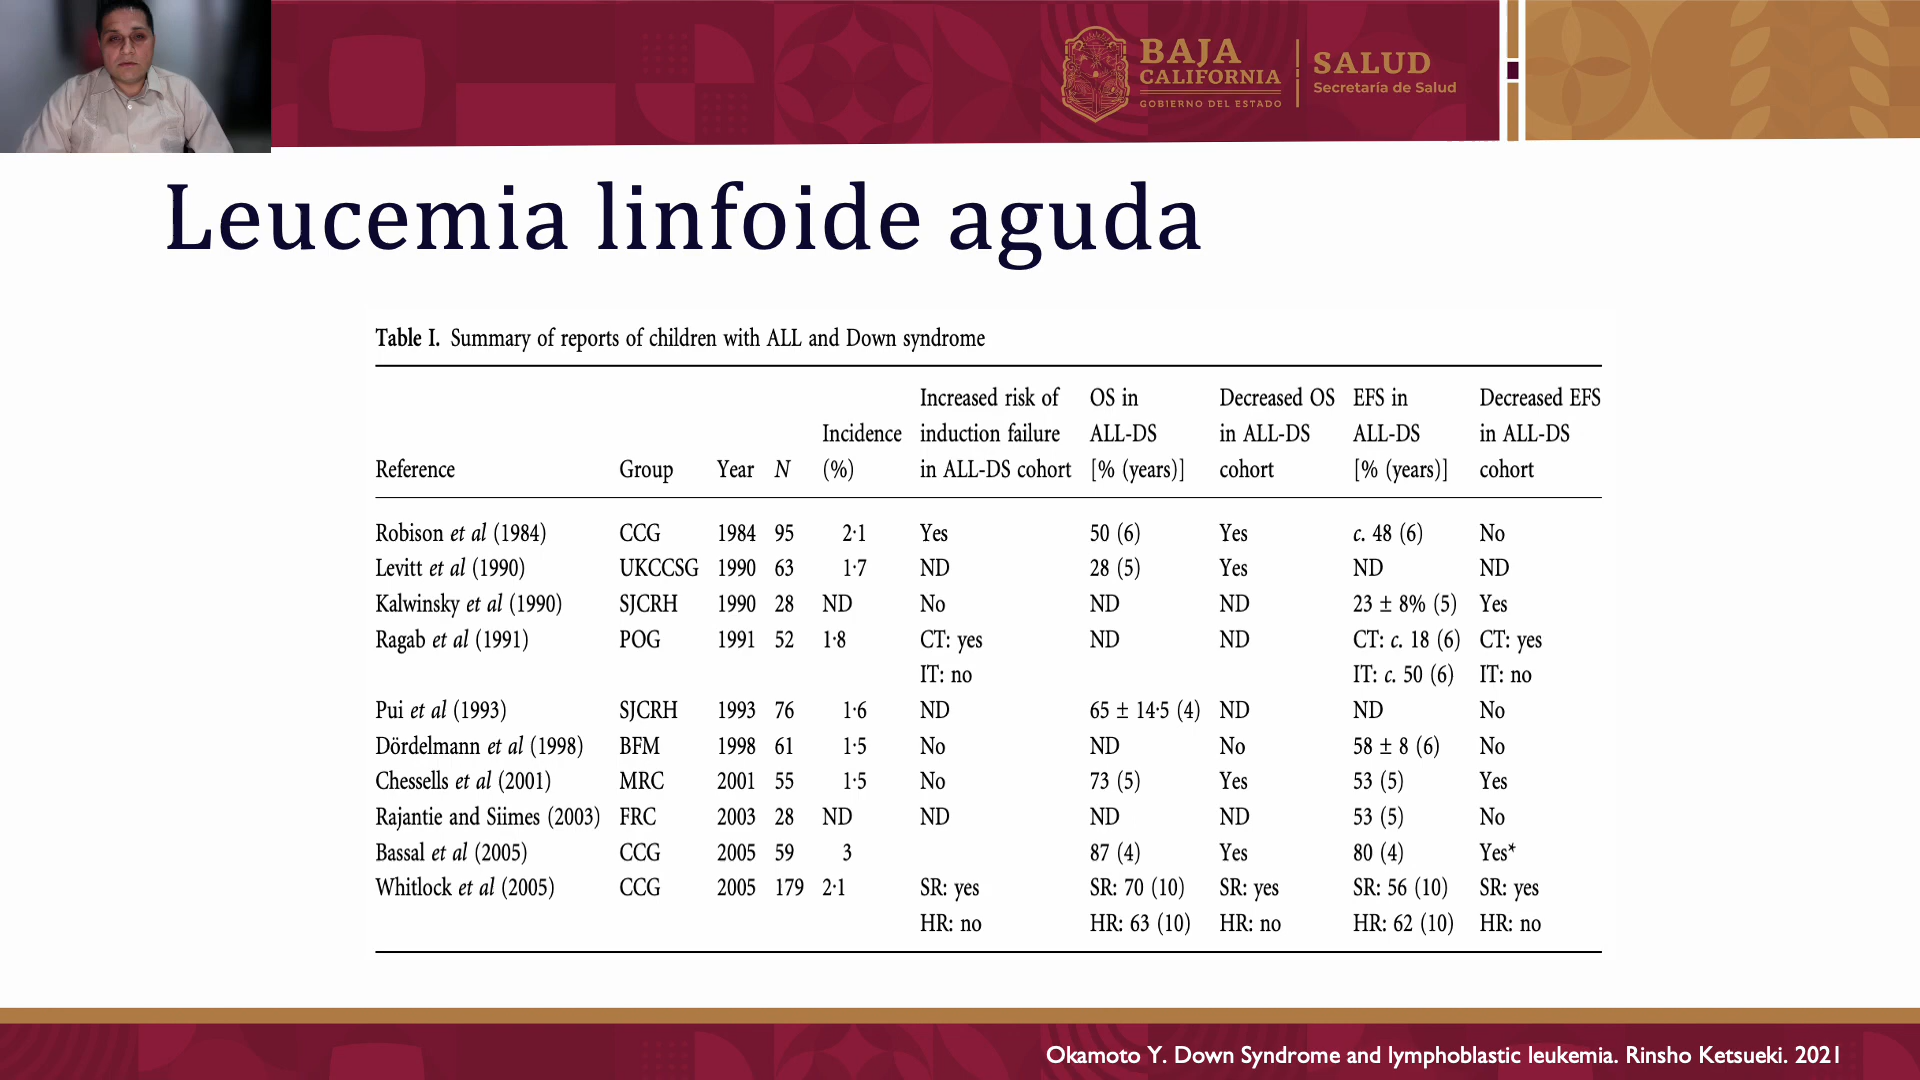 BAJA
CALIFORNIA
GOBIERNO DEL ESTADO
SALUD
Secretaría de Salud
Leucemia linfoide aguda
Table I. Summary of reports of children with ALL and Down syndrome
Increased risk of OS in Decreased OS EFS in Decreased EFS
Incidence induction failure ALL-DS in ALL-DS ALL-DS in ALL-DS
Reference Group Year N (%) in ALL-DS cohort [% (years)] cohort [% (years)] cohort
Robison et al (1984) CCG 1984 95 2·1 Yes 50 (6) Yes c. 48 (6) No
Levitt et al (1990) UKCCSG 1990 63 1·7 ND 28 (5) Yes ND ND
Kalwinsky et al (1990) SJCRH 1990 28 ND No ND ND 23 ± 8% (5) Yes
Ragab et al (1991) POG 1991 52 1·8 CT: yes ND ND CT: c. 18 (6) CT: yes
IT: no IT: c. 50 (6) IT: no
Pui et al (1993) SJCRH 1993 76 1·6 ND 65 ± 14·5 (4) ND ND No
Dördelmann et al (1998) BFM 1998 61 1·5 No ND No 58 ± 8 (6) No
Chessells et al (2001) MRC 2001 55 1·5 No 73 (5) Yes 53 (5) Yes
Rajantie and Siimes (2003) FRC 2003 28 ND ND ND ND 53 (5) No
Bassal et al (2005) CCG 2005 59 3 87 (4) Yes 80 (4) Yes*
Whitlock et al (2005) CCG 2005 179 2·1 SR: yes SR: 70 (10) SR: yes SR: 56 (10) SR: yes
HR: no HR: 63 (10) HR: no HR: 62 (10) HR: no
Okamoto Y. Down Syndrome and lymphoblastic leukemia. Rinsho Ketsueki. 2021